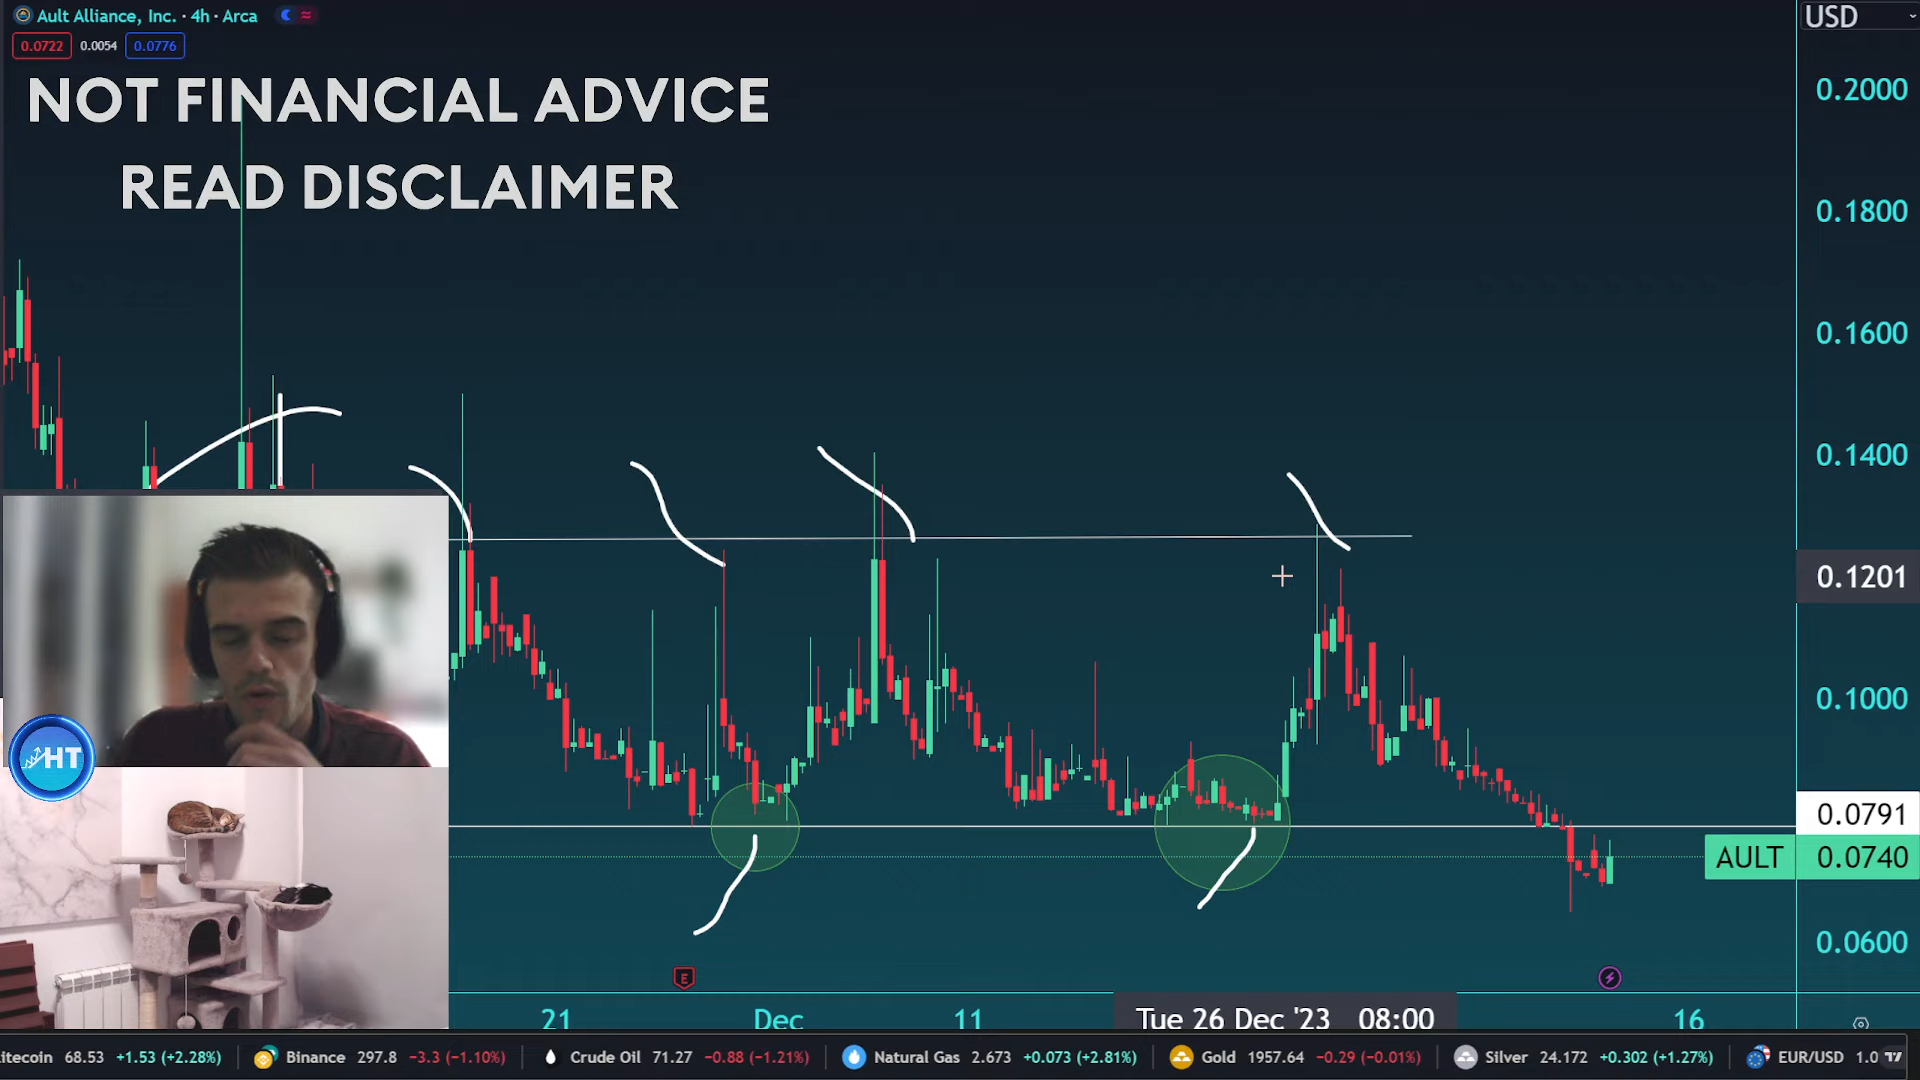 Ault Alliance, Inc. · 4h · Arca
USD
0.0722 0.0054 0.0776
NOT FINANCIAL ADVICE
READ DISCLAIMER
0.2000
0.1800
0.1600
0.1400
0.1201
0.1000
0.0791
AULT 0.0740
0.0600
HT
E
21 Dec 11 Tue 26 Dec '23 08:00 16
itecoin 68.53 +1.53 (+2.28%) Binance 297.8 −3.3 (−1.10%) Crude Oil 71.27 −0.88 (−1.21%) Natural Gas 2.673 +0.073 (+2.81%) Gold 1957.64 −0.29 (−0.01%) Silver 24.172 +0.302 (+1.27%) EUR/USD 1.0